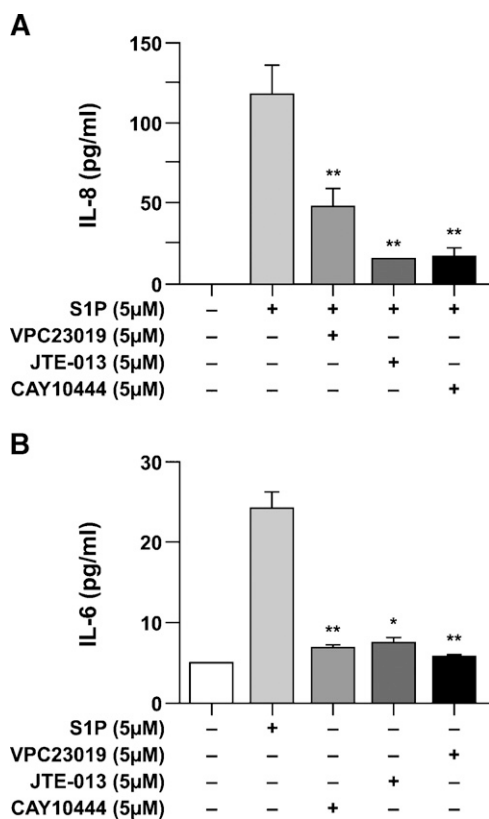 A
150
100
50
0
IL-8 (pg/ml)
**
**
**
S1P (5µM) – + + + +
VPC23019 (5µM) – – + – –
JTE-013 (5µM) – – – + –
CAY10444 (5µM) – – – – +
B
30
20
10
0
IL-6 (pg/ml)
**
*
**
S1P (5µM) – + – – –
VPC23019 (5µM) – – – – +
JTE-013 (5µM) – – – + –
CAY10444 (5µM) – – + – –